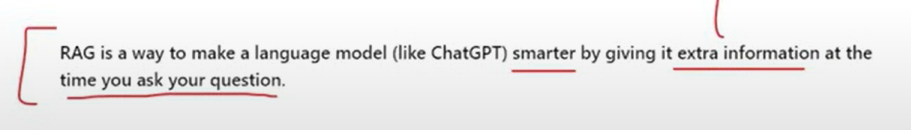 RAG is a way to make a language model (like ChatGPT) smarter by giving it extra information at the
time you ask your question.